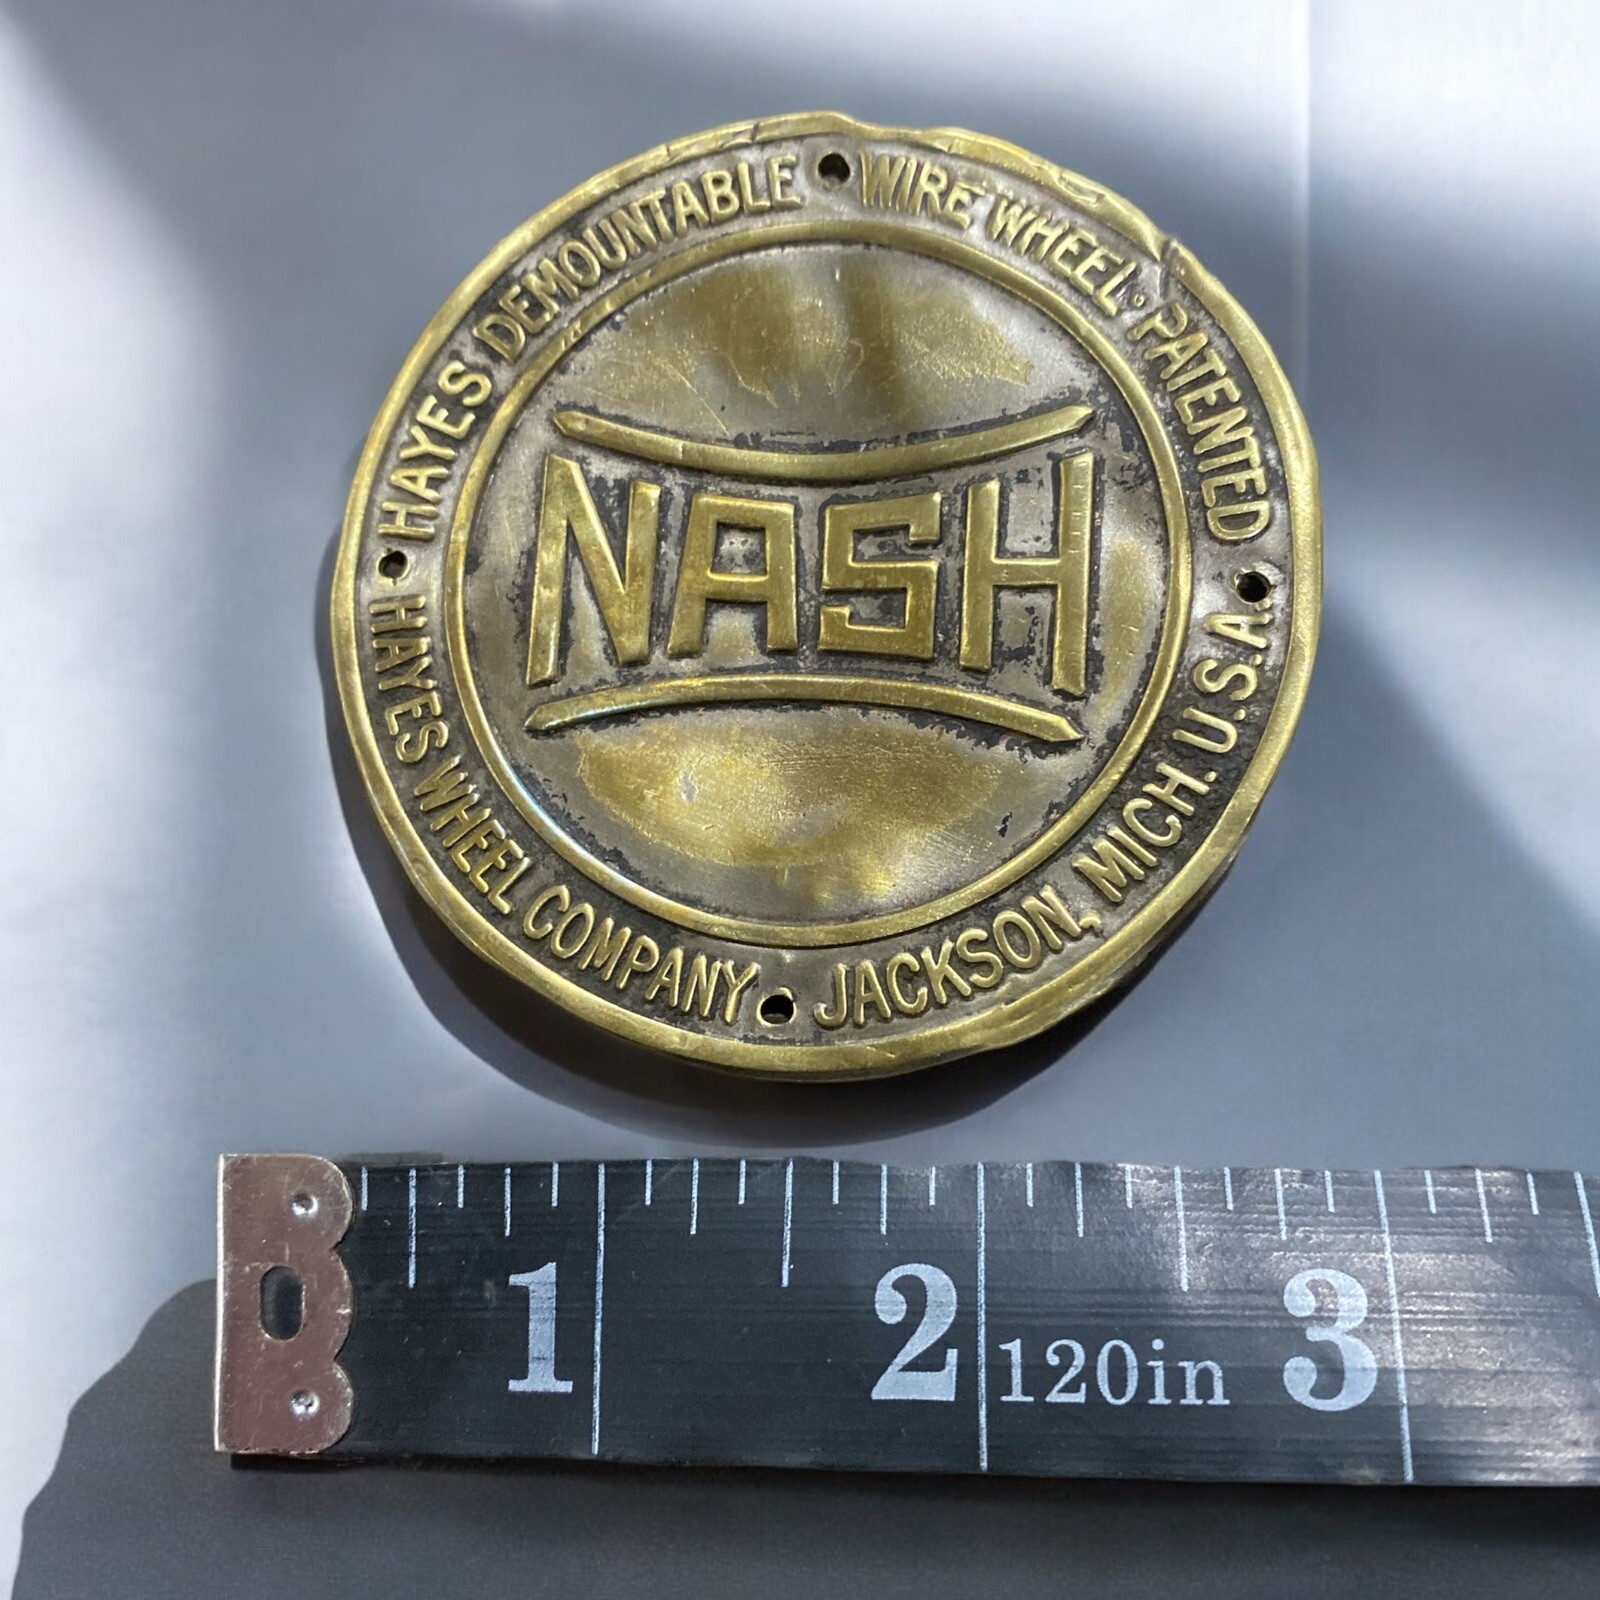 HAYES DEMOUNTABLE • WIRE WHEEL • PATENTED
NASH
• HAYES WHEEL COMPANY • JACKSON, MICH. U.S.A. •
1 2 120in 3